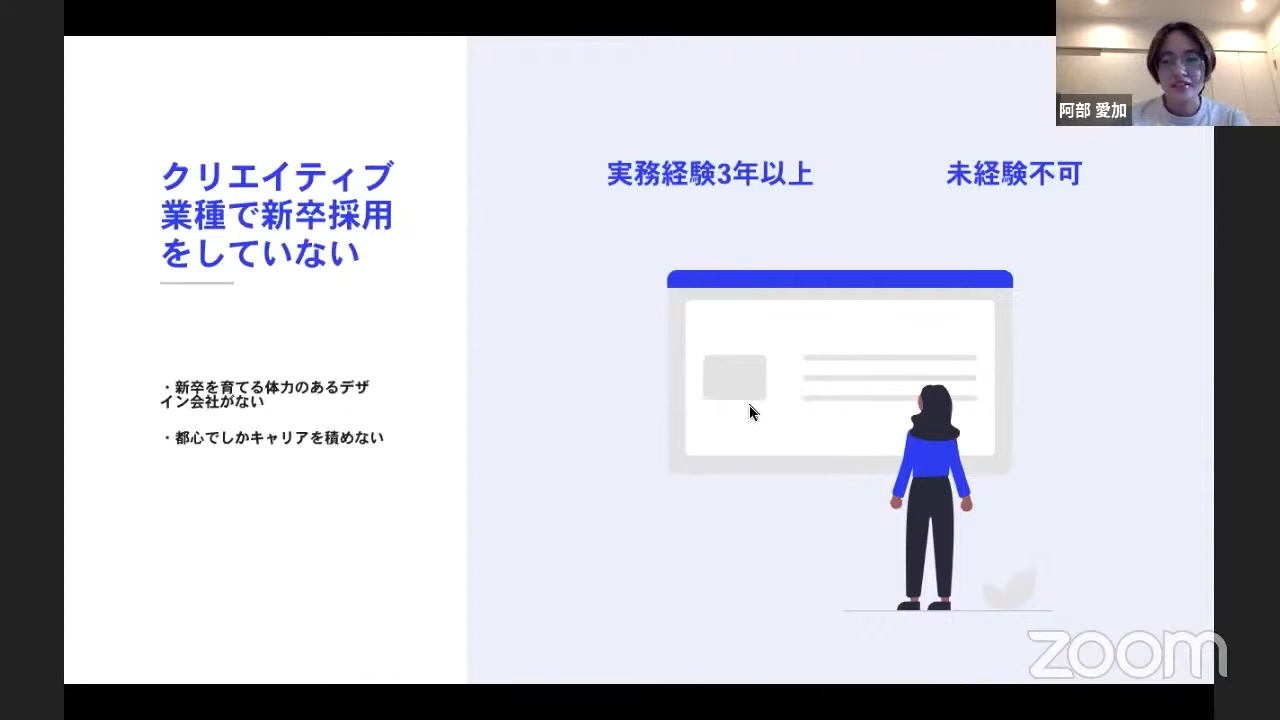 クリエイティブ
業種で新卒採用
をしていない
・新卒を育てる体力のあるデザ
イン会社がない
・都心でしかキャリアを積めない
実務経験3年以上
未経験不可
阿部 愛加
zoom